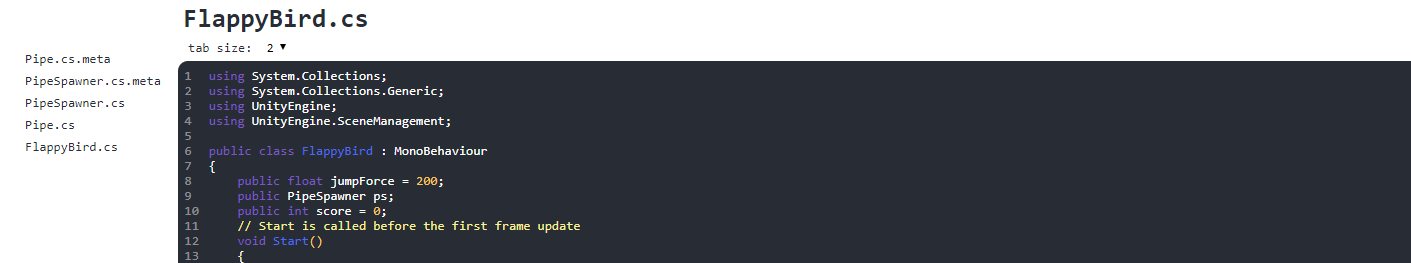 FlappyBird.cs
tab size: 2 ▼
Pipe.cs.meta
PipeSpawner.cs.meta
PipeSpawner.cs
Pipe.cs
FlappyBird.cs
1 using System.Collections;
2 using System.Collections.Generic;
3 using UnityEngine;
4 using UnityEngine.SceneManagement;
5
6 public class FlappyBird : MonoBehaviour
7 {
8     public float jumpForce = 200;
9     public PipeSpawner ps;
10     public int score = 0;
11     // Start is called before the first frame update
12     void Start()
13     {